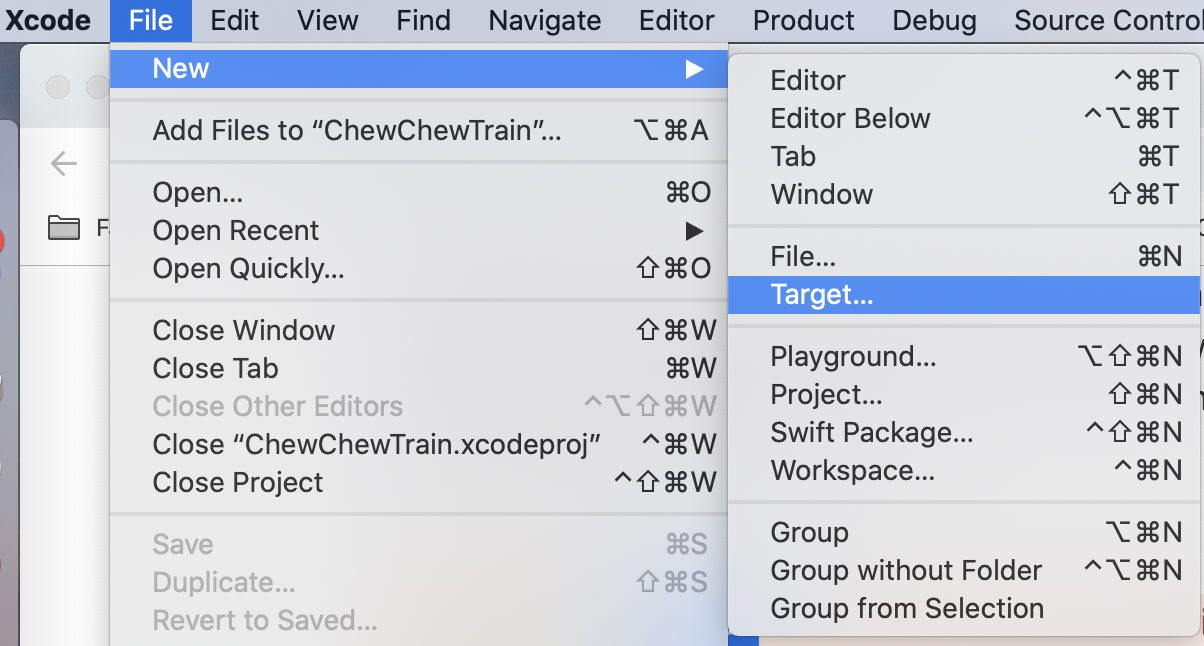 Xcode File Edit View Find Navigate Editor Product Debug Source Control
New ▶
Add Files to “ChewChewTrain”... ⌥⌘A
Open... ⌘O
Open Recent ▶
Open Quickly... ⇧⌘O
Close Window ⇧⌘W
Close Tab ⌘W
Close Other Editors ^⌥⇧⌘W
Close “ChewChewTrain.xcodeproj” ^⌘W
Close Project ^⇧⌘W
Save ⌘S
Duplicate... ⇧⌘S
Revert to Saved...
Editor ^⌘T
Editor Below ^⌥⌘T
Tab ⌘T
Window ⇧⌘T
File... ⌘N
Target...
Playground... ⌥⇧⌘N
Project... ⇧⌘N
Swift Package... ^⇧⌘N
Workspace... ^⌘N
Group ⌥⌘N
Group without Folder ^⌥⌘N
Group from Selection